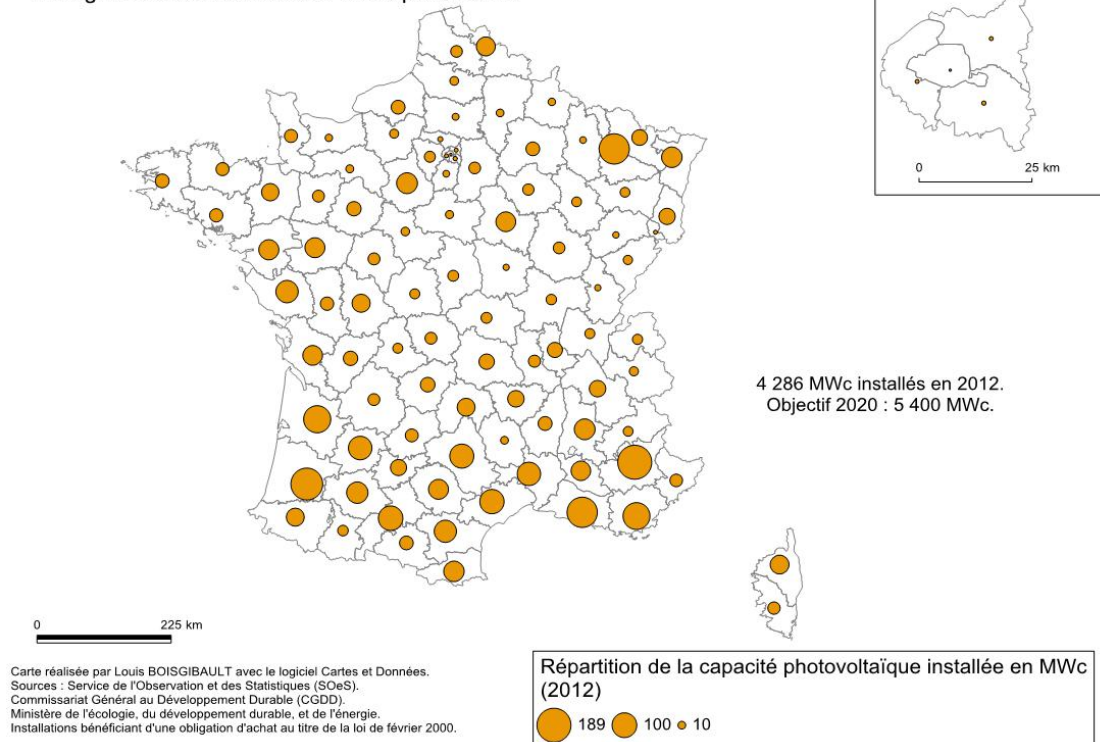 0 25 km
4 286 MWc installés en 2012.
Objectif 2020 : 5 400 MWc.
0 225 km
Carte réalisée par Louis BOISGIBAULT avec le logiciel Cartes et Données.
Sources : Service de l'Observation et des Statistiques (SOeS).
Commissariat Général au Développement Durable (CGDD).
Ministère de l'écologie, du développement durable, et de l'énergie.
Installations bénéficiant d'une obligation d'achat au titre de la loi de février 2000.
Répartition de la capacité photovoltaïque installée en MWc
(2012)
189 100 10